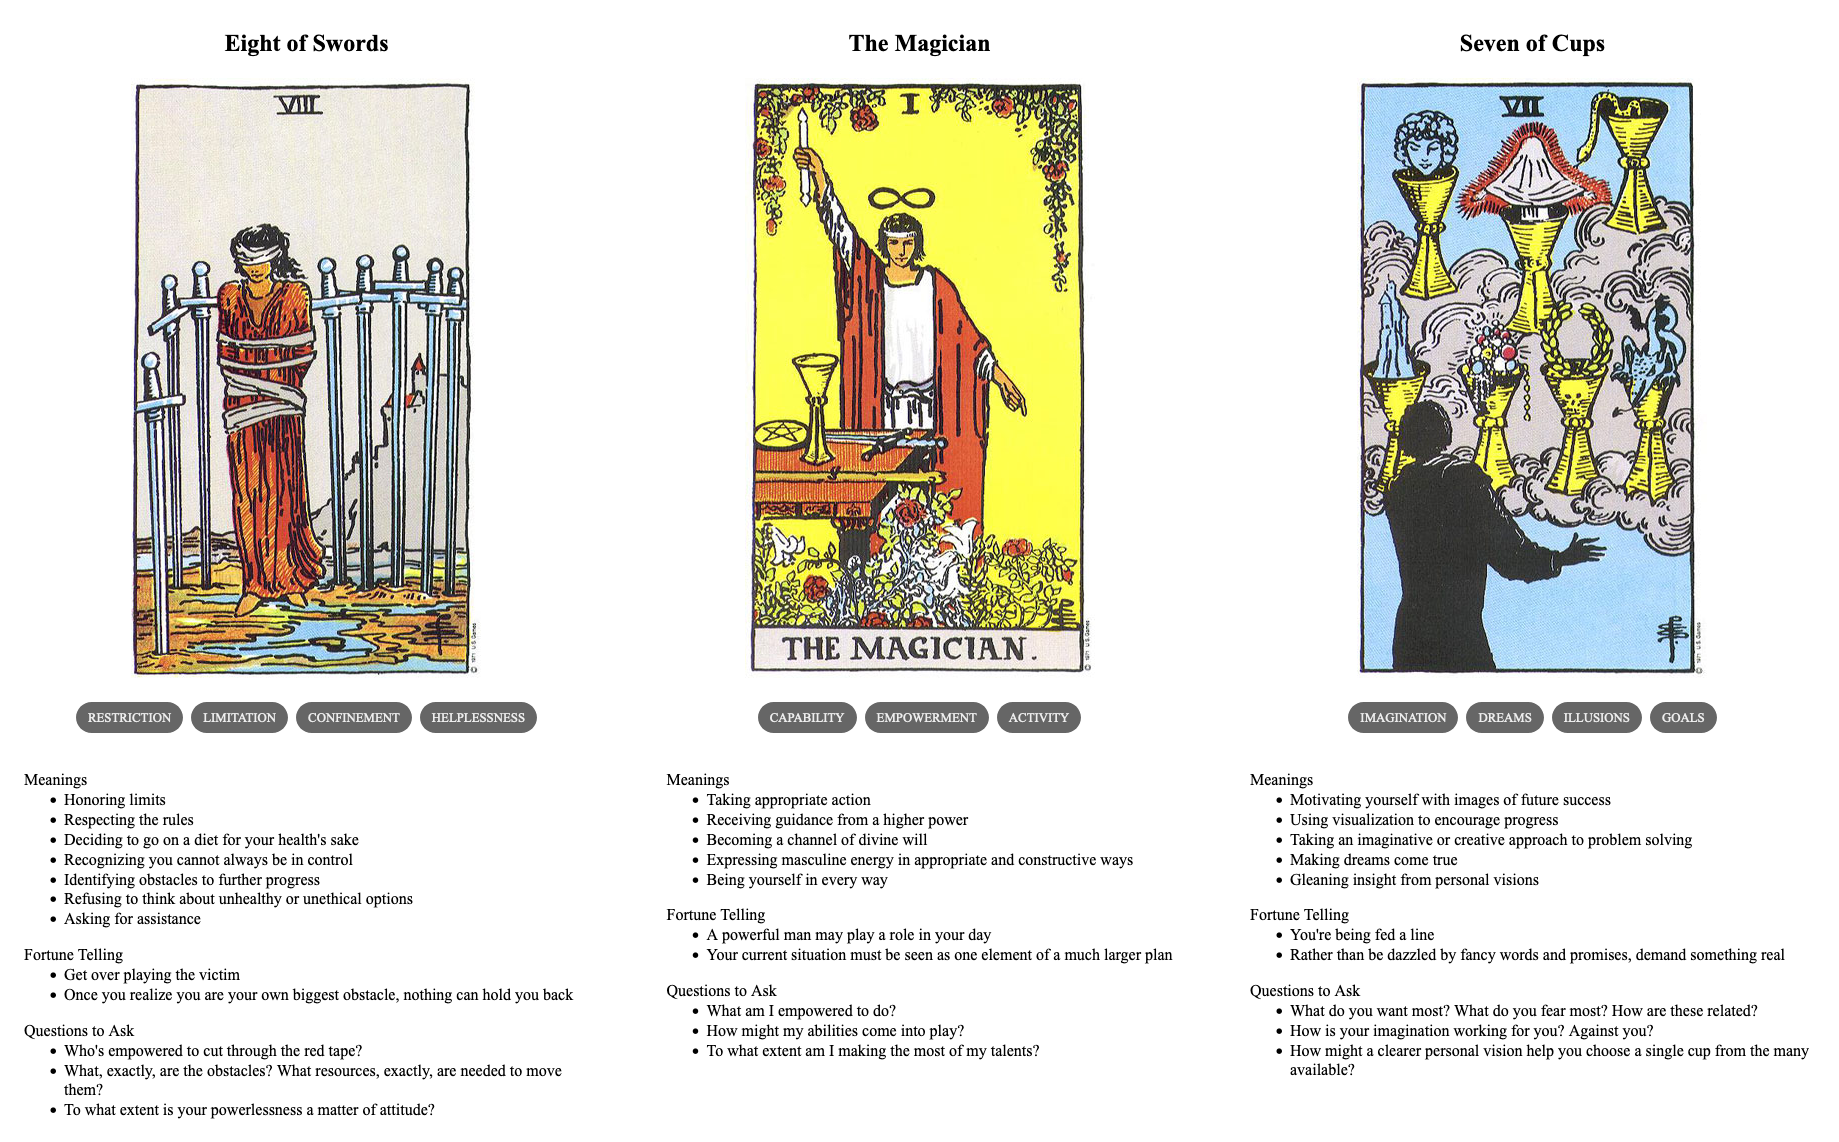 Eight of Swords
VIII
© 1971 U.S. Games
RESTRICTION LIMITATION CONFINEMENT HELPLESSNESS
Meanings
Honoring limits
Respecting the rules
Deciding to go on a diet for your health's sake
Recognizing you cannot always be in control
Identifying obstacles to further progress
Refusing to think about unhealthy or unethical options
Asking for assistance
Fortune Telling
Get over playing the victim
Once you realize you are your own biggest obstacle, nothing can hold you back
Questions to Ask
Who's empowered to cut through the red tape?
What, exactly, are the obstacles? What resources, exactly, are needed to move
them?
To what extent is your powerlessness a matter of attitude?
The Magician
I
THE MAGICIAN.
© 1971 U.S. Games
CAPABILITY EMPOWERMENT ACTIVITY
Meanings
Taking appropriate action
Receiving guidance from a higher power
Becoming a channel of divine will
Expressing masculine energy in appropriate and constructive ways
Being yourself in every way
Fortune Telling
A powerful man may play a role in your day
Your current situation must be seen as one element of a much larger plan
Questions to Ask
What am I empowered to do?
How might my abilities come into play?
To what extent am I making the most of my talents?
Seven of Cups
VII
© 1971 U.S. Games
IMAGINATION DREAMS ILLUSIONS GOALS
Meanings
Motivating yourself with images of future success
Using visualization to encourage progress
Taking an imaginative or creative approach to problem solving
Making dreams come true
Gleaning insight from personal visions
Fortune Telling
You're being fed a line
Rather than be dazzled by fancy words and promises, demand something real
Questions to Ask
What do you want most? What do you fear most? How are these related?
How is your imagination working for you? Against you?
How might a clearer personal vision help you choose a single cup from the many
available?